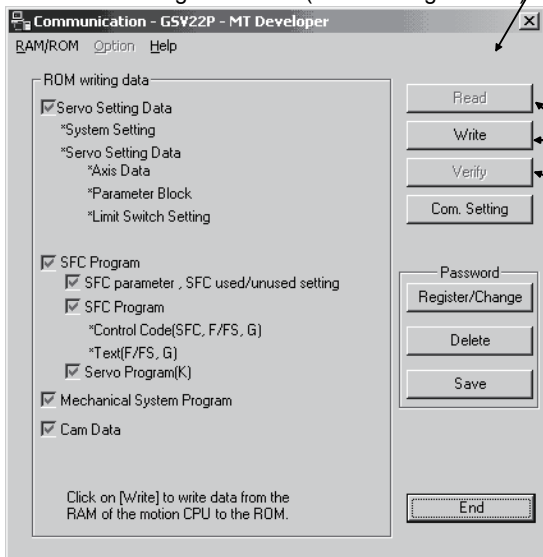 Communication - GSV22P - MT Developer
RAM/ROM Option Help
ROM writing data
Servo Setting Data
*System Setting
*Servo Setting Data
*Axis Data
*Parameter Block
*Limit Switch Setting
SFC Program
SFC parameter , SFC used/unused setting
SFC Program
*Control Code(SFC, F/FS, G)
*Text(F/FS, G)
Servo Program(K)
Mechanical System Program
Cam Data
Click on [Write] to write data from the
RAM of the motion CPU to the ROM.
Read
Write
Verify
Com. Setting
Password
Register/Change
Delete
Save
End